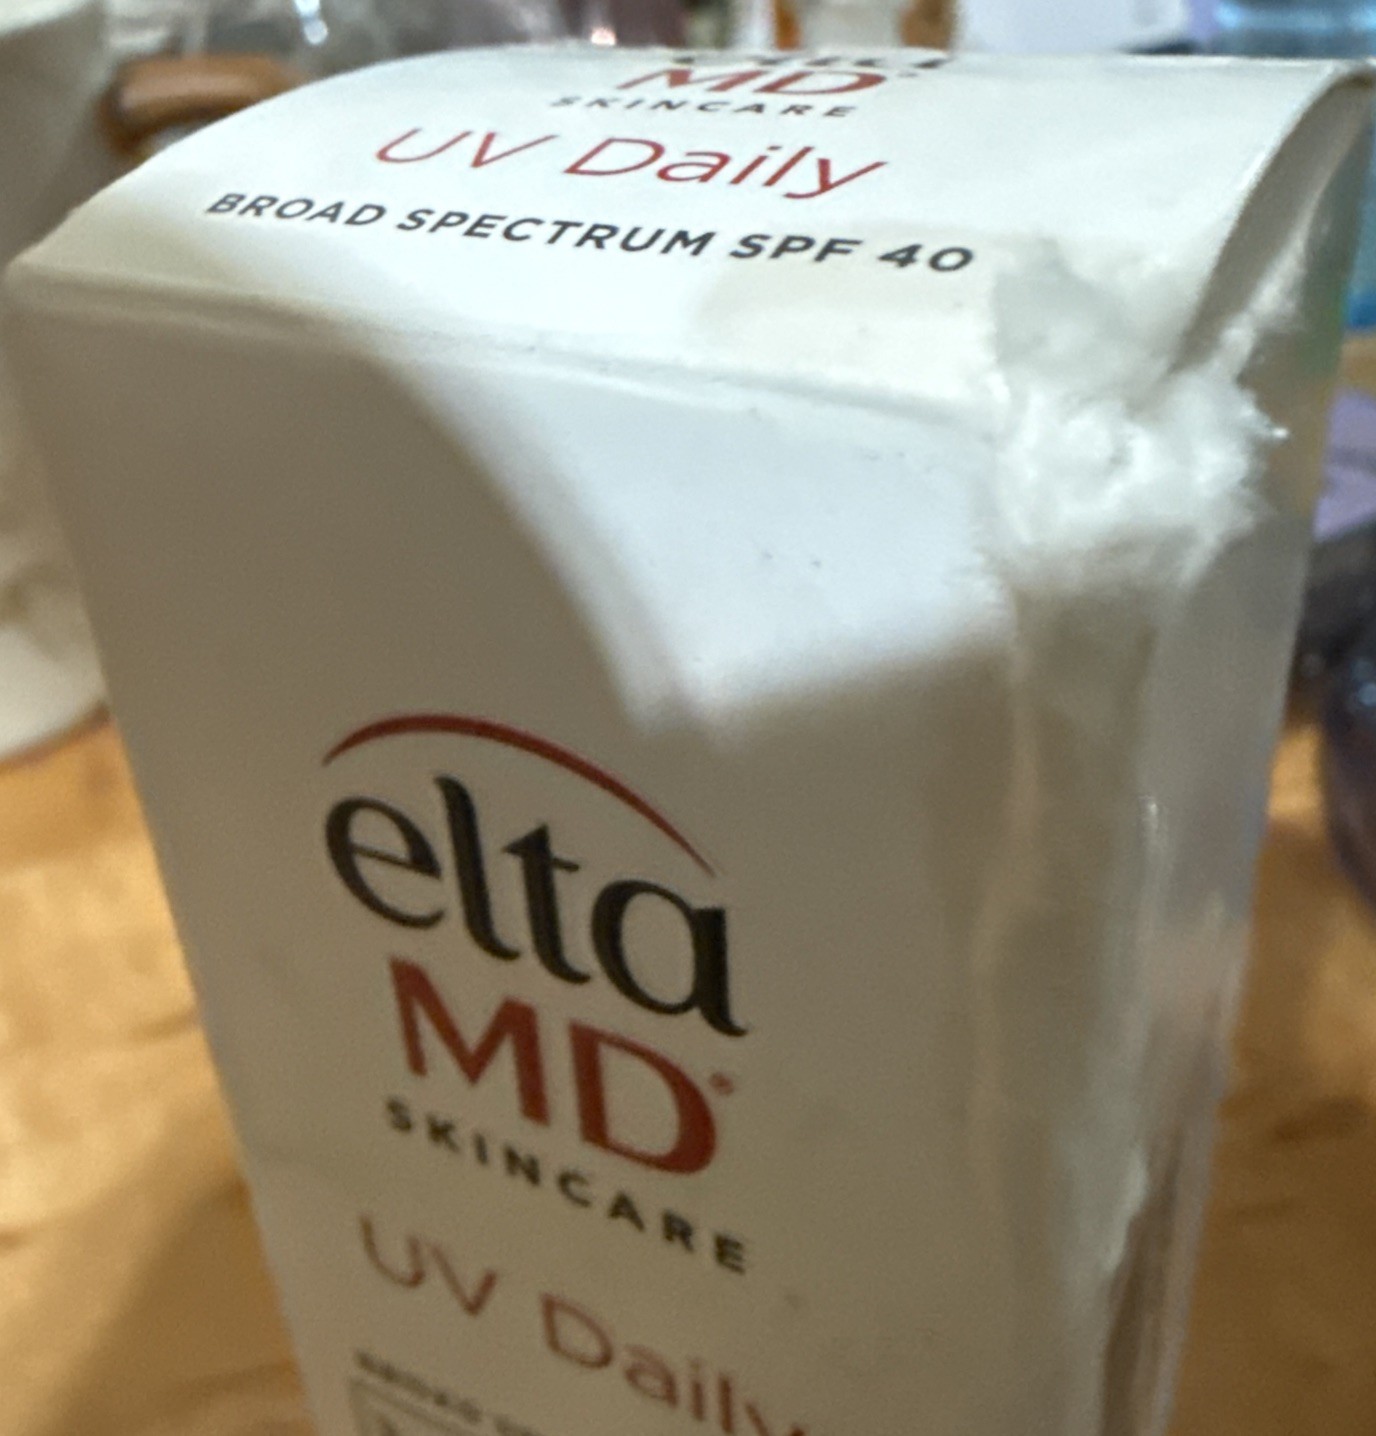 MD
SKINCARE
UV Daily
BROAD SPECTRUM SPF 40
elta
MD®
SKINCARE
UV Daily